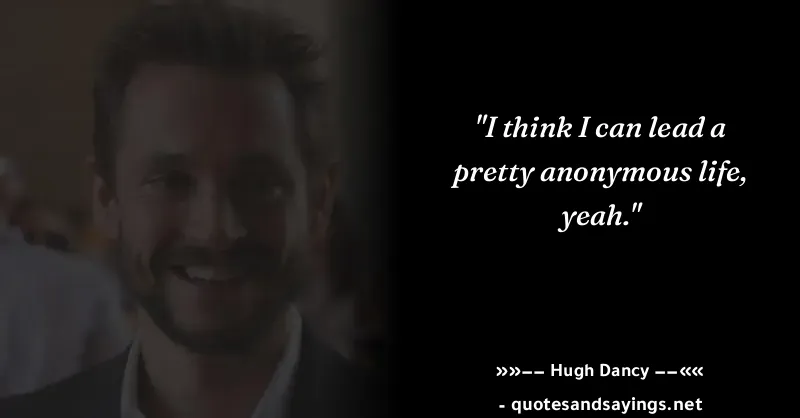 "I think I can lead a
pretty anonymous life,
yeah."
»»−− Hugh Dancy −−««
- quotesandsayings.net